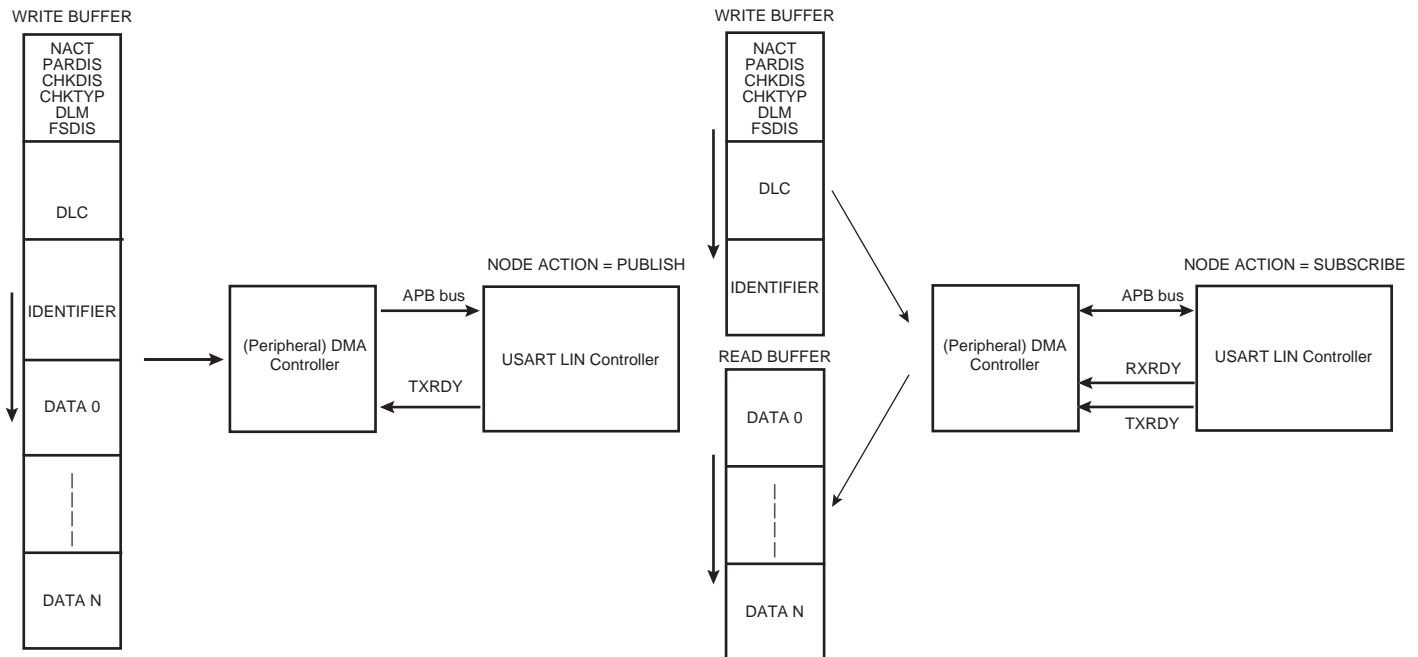 WRITE BUFFER
NACT
PARDIS
CHKDIS
CHKTYP
DLM
FSDIS
DLC
IDENTIFIER
DATA 0
DATA N
(Peripheral) DMA
Controller
APB bus
TXRDY
NODE ACTION = PUBLISH
USART LIN Controller
WRITE BUFFER
NACT
PARDIS
CHKDIS
CHKTYP
DLM
FSDIS
DLC
IDENTIFIER
READ BUFFER
DATA 0
DATA N
(Peripheral) DMA
Controller
APB bus
RXRDY
TXRDY
NODE ACTION = SUBSCRIBE
USART LIN Controller